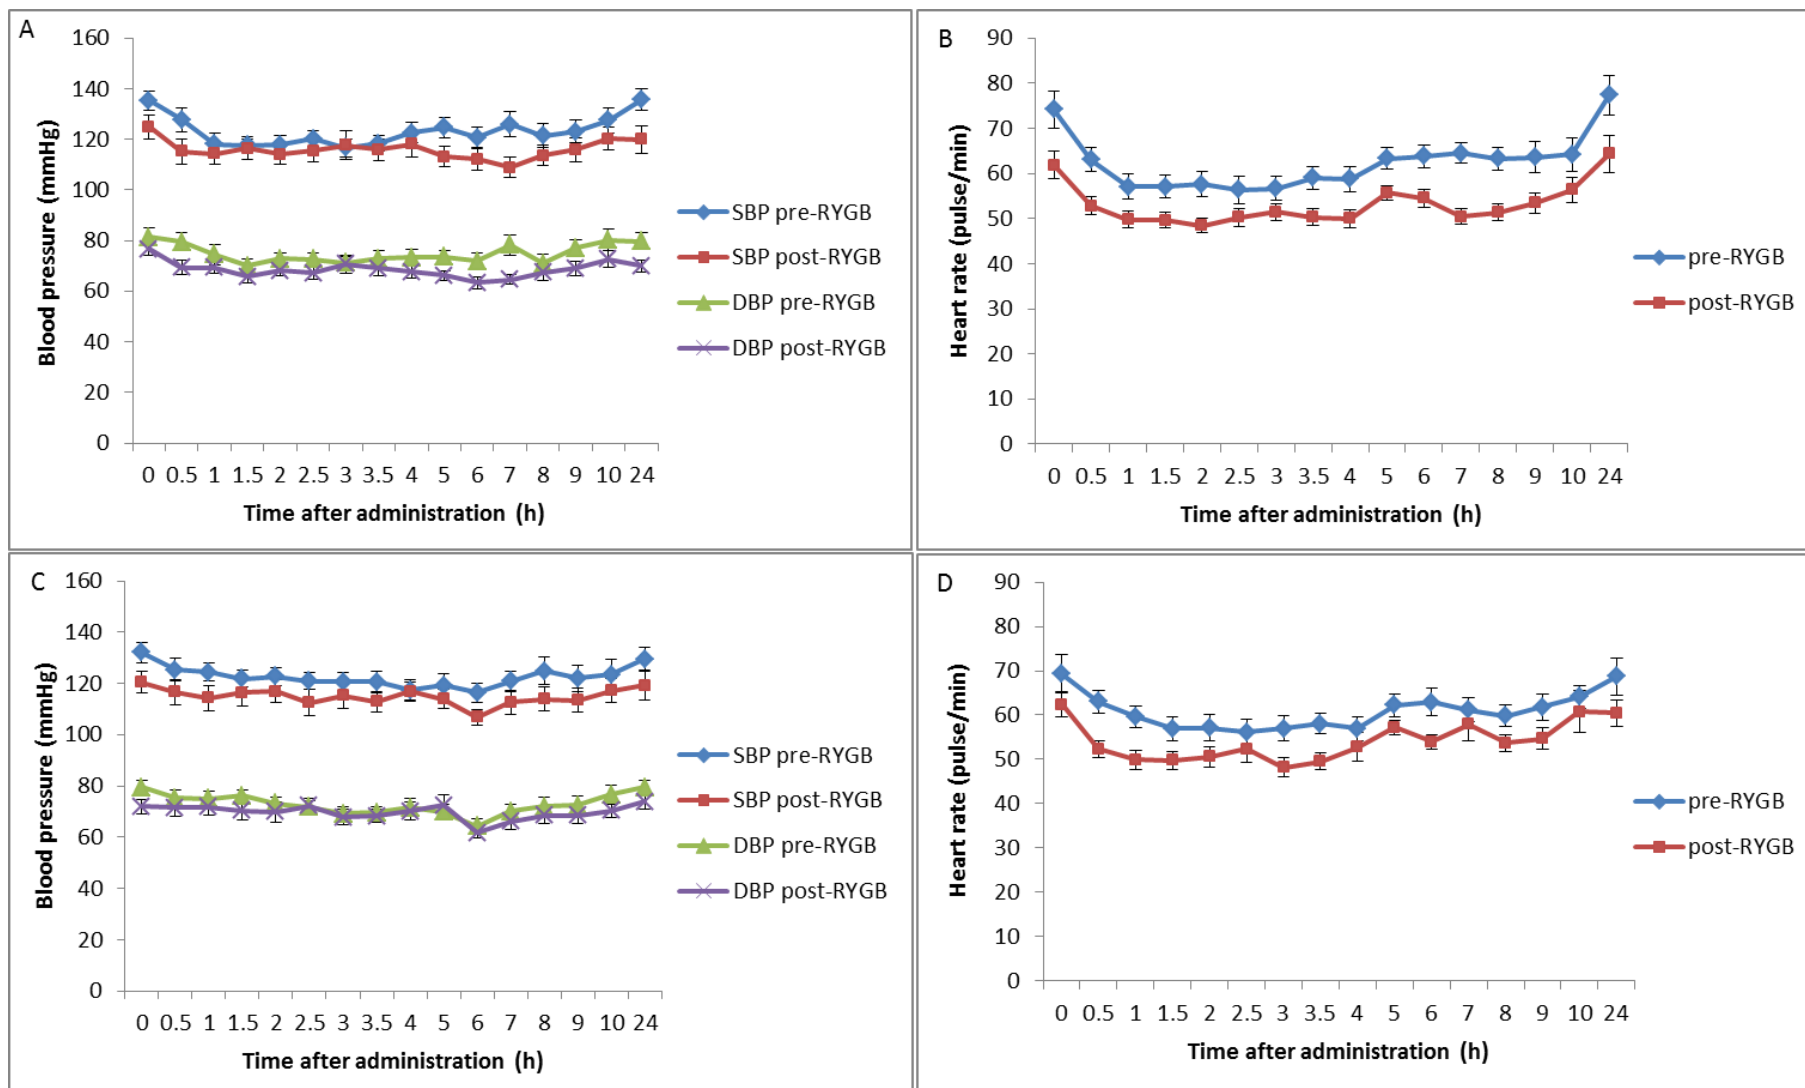 A
160
140
120
100
80
60
40
20
0
Blood pressure (mmHg)
0 0.5 1 1.5 2 2.5 3 3.5 4 5 6 7 8 9 10 24
Time after administration (h)
SBP pre-RYGB
SBP post-RYGB
DBP pre-RYGB
DBP post-RYGB
B
90
80
70
60
50
40
30
20
10
0
Heart rate (pulse/min)
0 0.5 1 1.5 2 2.5 3 3.5 4 5 6 7 8 9 10 24
Time after administration (h)
pre-RYGB
post-RYGB
C
160
140
120
100
80
60
40
20
0
Blood pressure (mmHg)
0 0.5 1 1.5 2 2.5 3 3.5 4 5 6 7 8 9 10 24
Time after administration (h)
SBP pre-RYGB
SBP post-RYGB
DBP pre-RYGB
DBP post-RYGB
D
90
80
70
60
50
40
30
20
10
0
Heart rate (pulse/min)
0 0.5 1 1.5 2 2.5 3 3.5 4 5 6 7 8 9 10 24
Time after administration (h)
pre-RYGB
post-RYGB